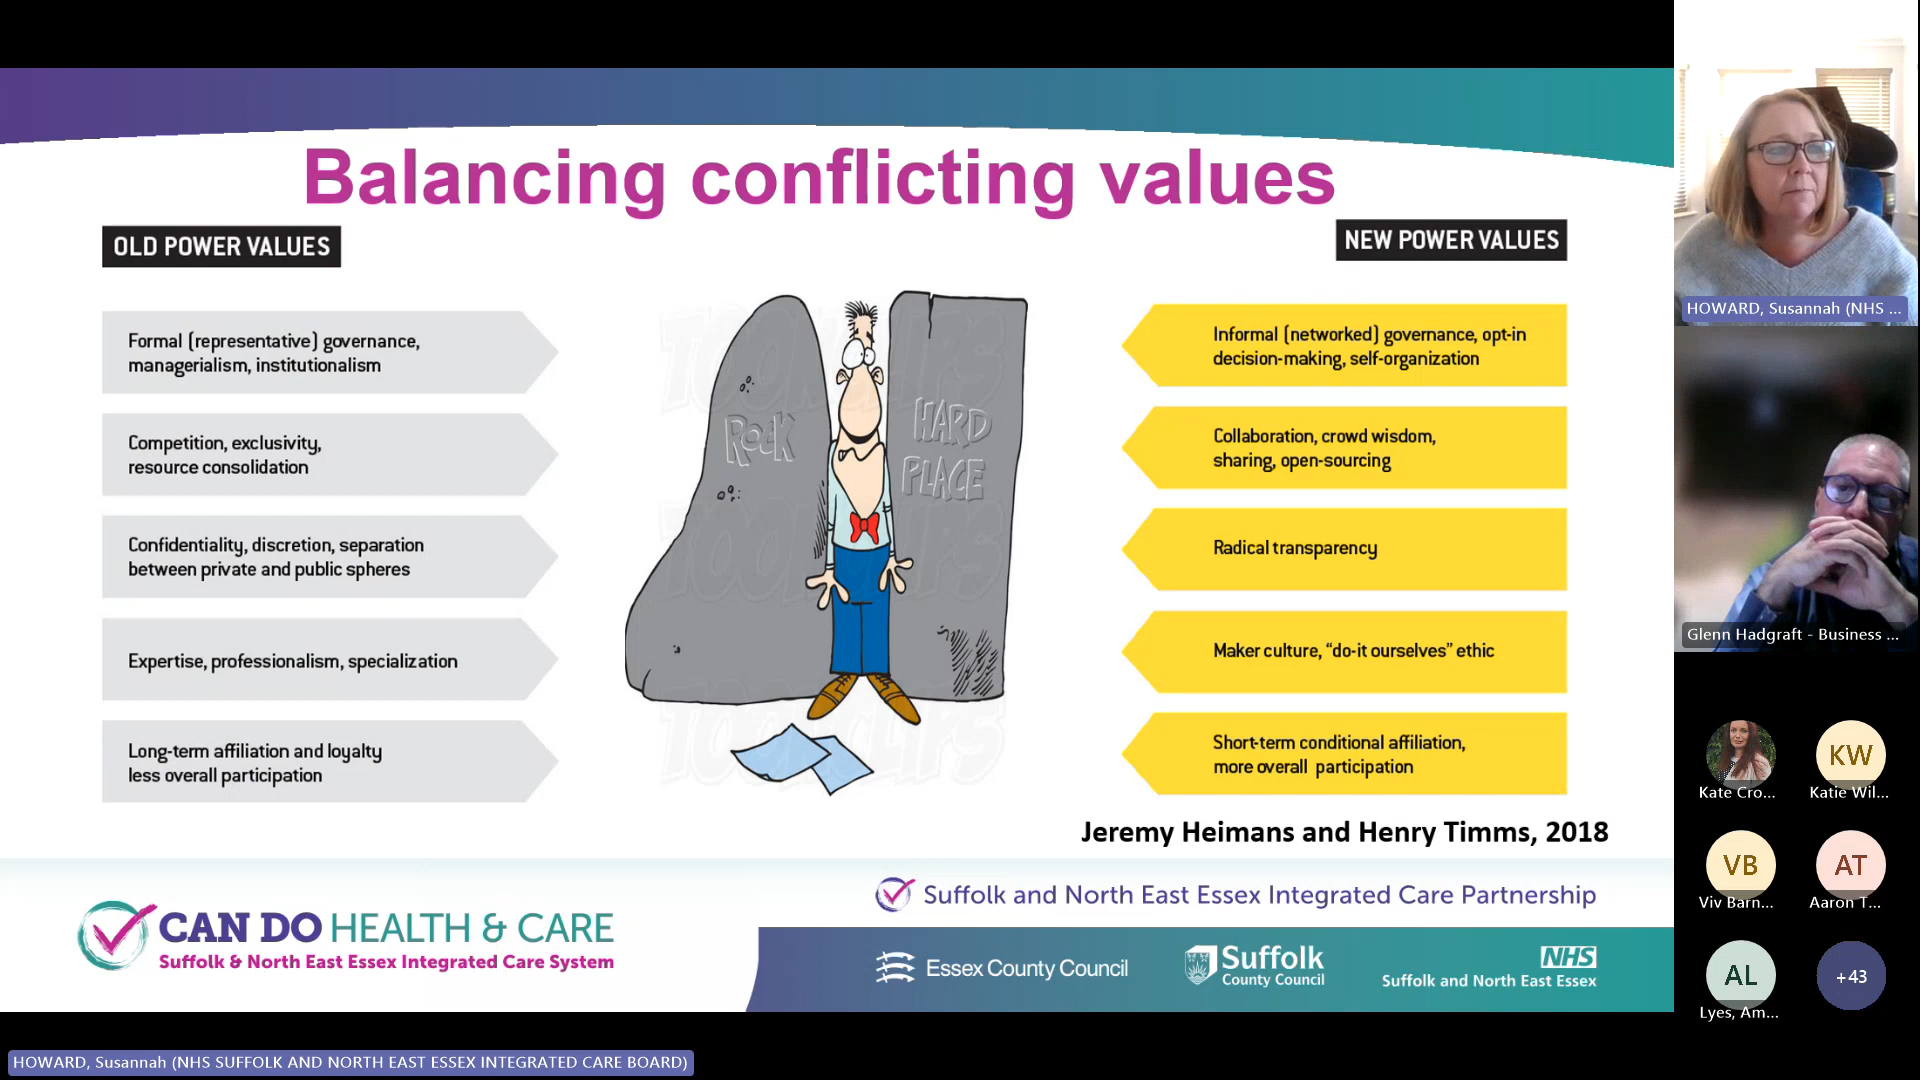 Balancing conflicting values
OLD POWER VALUES
Formal (representative) governance,
managerialism, institutionalism
Competition, exclusivity,
resource consolidation
Confidentiality, discretion, separation
between private and public spheres
Expertise, professionalism, specialization
Long-term affiliation and loyalty
less overall participation
ROCK
HARD
PLACE
NEW POWER VALUES
Informal (networked) governance, opt-in
decision-making, self-organization
Collaboration, crowd wisdom,
sharing, open-sourcing
Radical transparency
Maker culture, “do-it ourselves” ethic
Short-term conditional affiliation,
more overall participation
Jeremy Heimans and Henry Timms, 2018
CAN DO HEALTH & CARE
Suffolk & North East Essex Integrated Care System
Suffolk and North East Essex Integrated Care Partnership
Essex County Council
Suffolk
County Council
NHS
Suffolk and North East Essex
HOWARD, Susannah (NHS SUFFOLK AND NORTH EAST ESSEX INTEGRATED CARE BOARD)
HOWARD, Susannah (NHS ...
Glenn Hadgraft - Business ...
Kate Cro...
KW
Katie Wil...
VB
Viv Barn...
AT
Aaron T...
AL
Lyes, Am...
+43